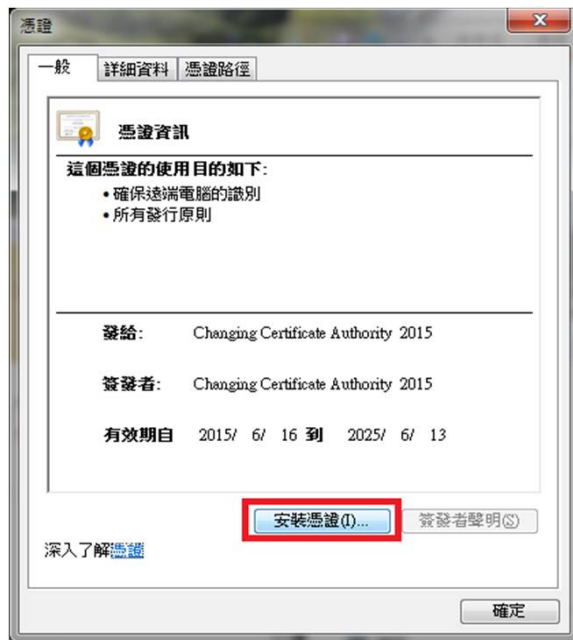 憑證
一般 詳細資料 憑證路徑
憑證資訊
這個憑證的使用目的如下:
• 確保遠端電腦的識別
• 所有發行原則
發給: Changing Certificate Authority 2015
簽發者: Changing Certificate Authority 2015
有效期自 2015/ 6/ 16 到 2025/ 6/ 13
安裝憑證(I)... 簽發者聲明(S)
深入了解憑證
確定